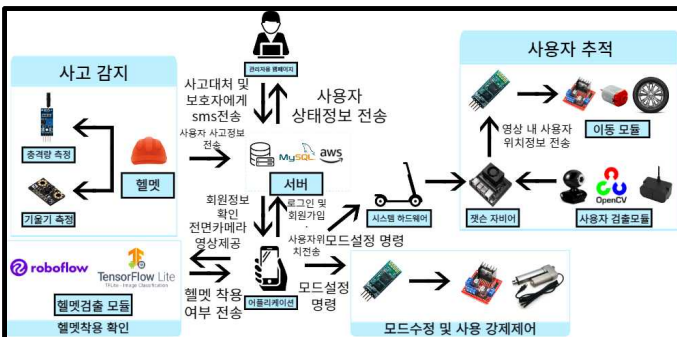 사고 감지
충격량 측정
기울기 측정
헬멧
관리자용 웹페이지
사고대처 및
보호자에게
sms전송
사용자
상태정보 전송
사용자 사고정보
전송
MySQL
aws
서버
회원정보
확인
전면카메라
영상제공
로그인 및
회원가입
·
사용자위
치전송
모드설정 명령
시스템 하드웨어
사용자 추적
영상 내 사용자
위치정보 전송
이동 모듈
젯슨 자비어
OpenCV
사용자 검출모듈
roboflow
TensorFlow Lite
TFLite - Image Classification
헬멧검출 모듈
헬멧착용 확인
헬멧 착용
여부 전송
어플리케이션
모드설정
명령
모드수정 및 사용 강제제어